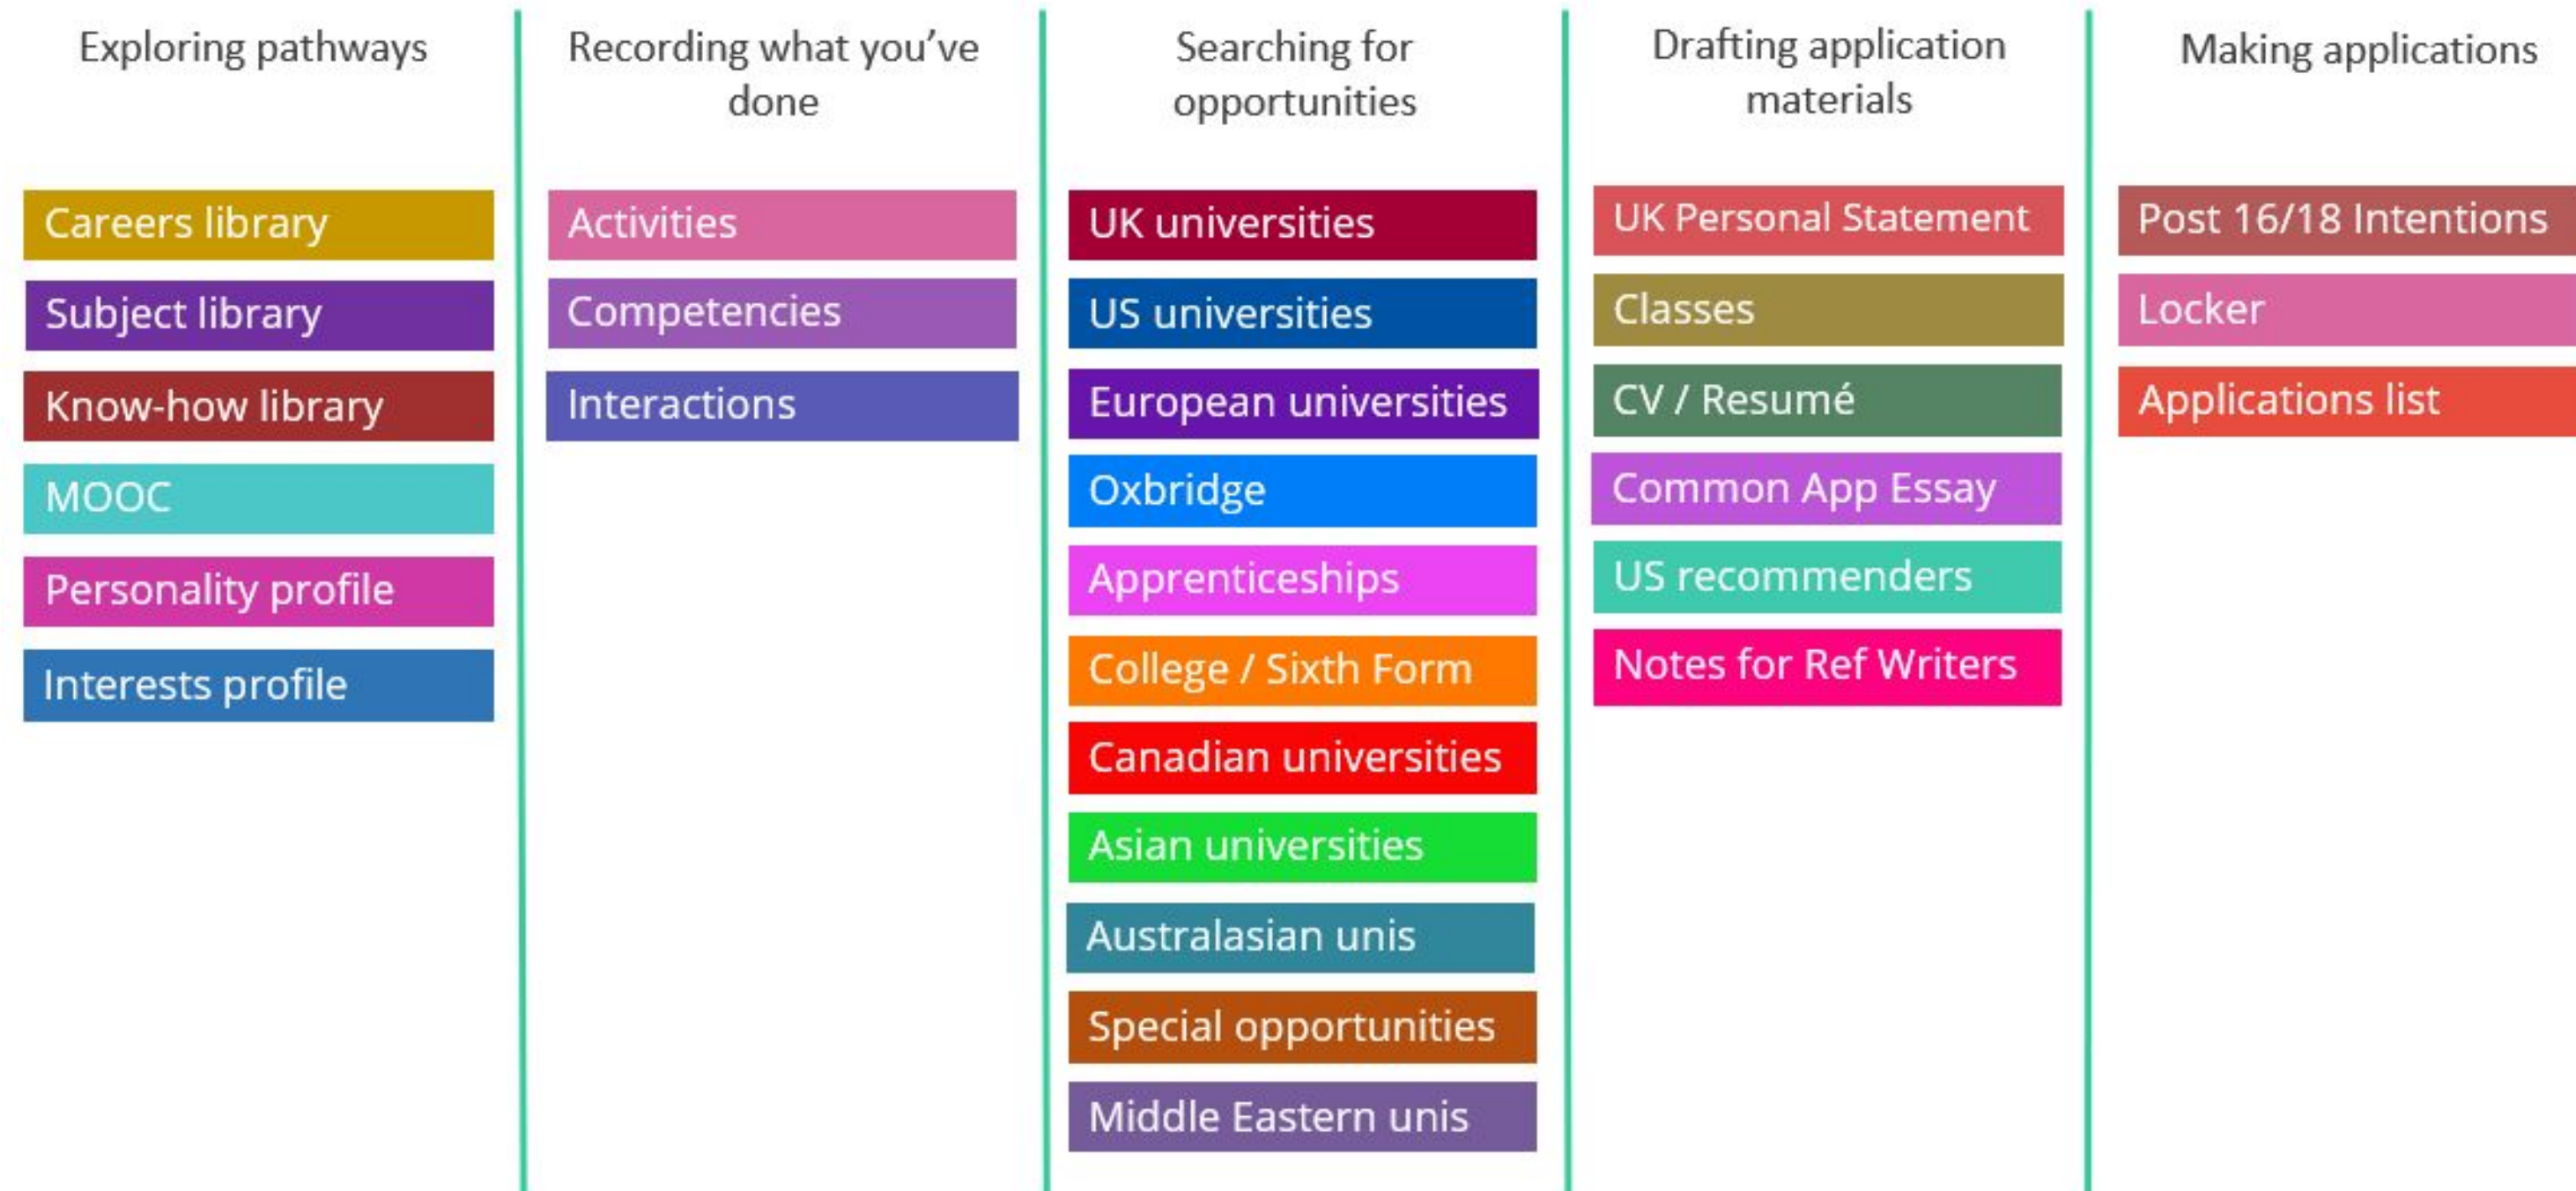 Exploring pathways
Careers library
Subject library
Know-how library
MOOC
Personality profile
Interests profile
Recording what you've
done
Activities
Competencies
Interactions
Searching for
opportunities
UK universities
US universities
European universities
Oxbridge
Apprenticeships
College / Sixth Form
Canadian universities
Asian universities
Australasian unis
Special opportunities
Middle Eastern unis
Drafting application
materials
UK Personal Statement
Classes
CV / Resumé
Common App Essay
US recommenders
Notes for Ref Writers
Making applications
Post 16/18 Intentions
Locker
Applications list